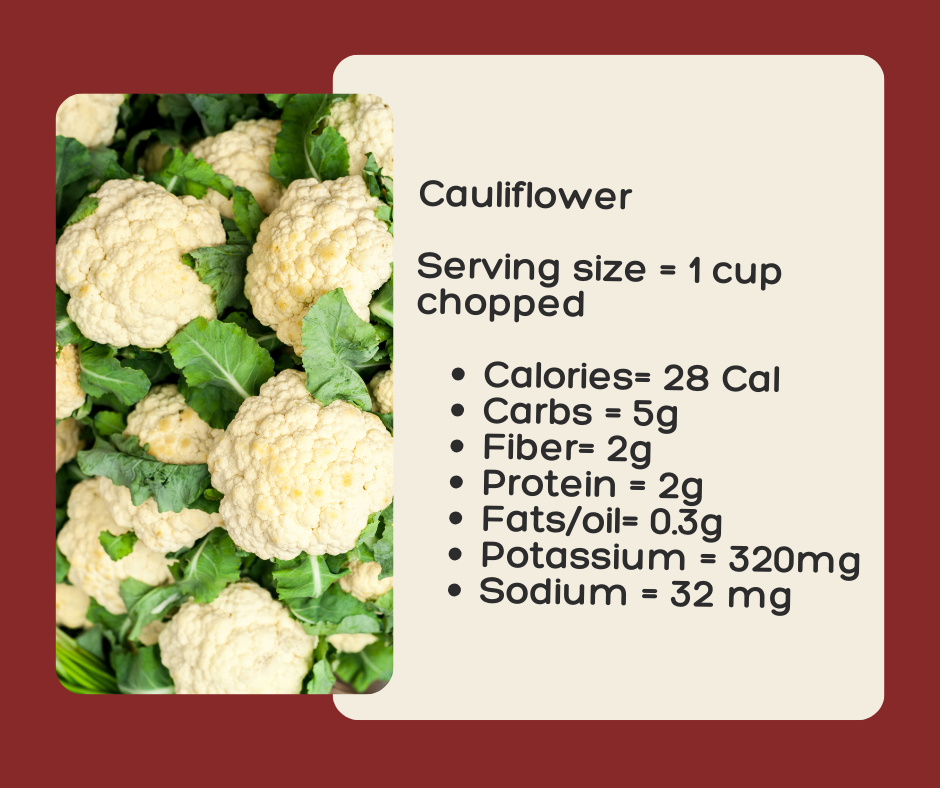 Cauliflower
Serving size = 1 cup
chopped
• Calories= 28 Cal
• Carbs = 5g
• Fiber= 2g
• Protein = 2g
• Fats/oil= 0.3g
• Potassium = 320mg
• Sodium = 32 mg